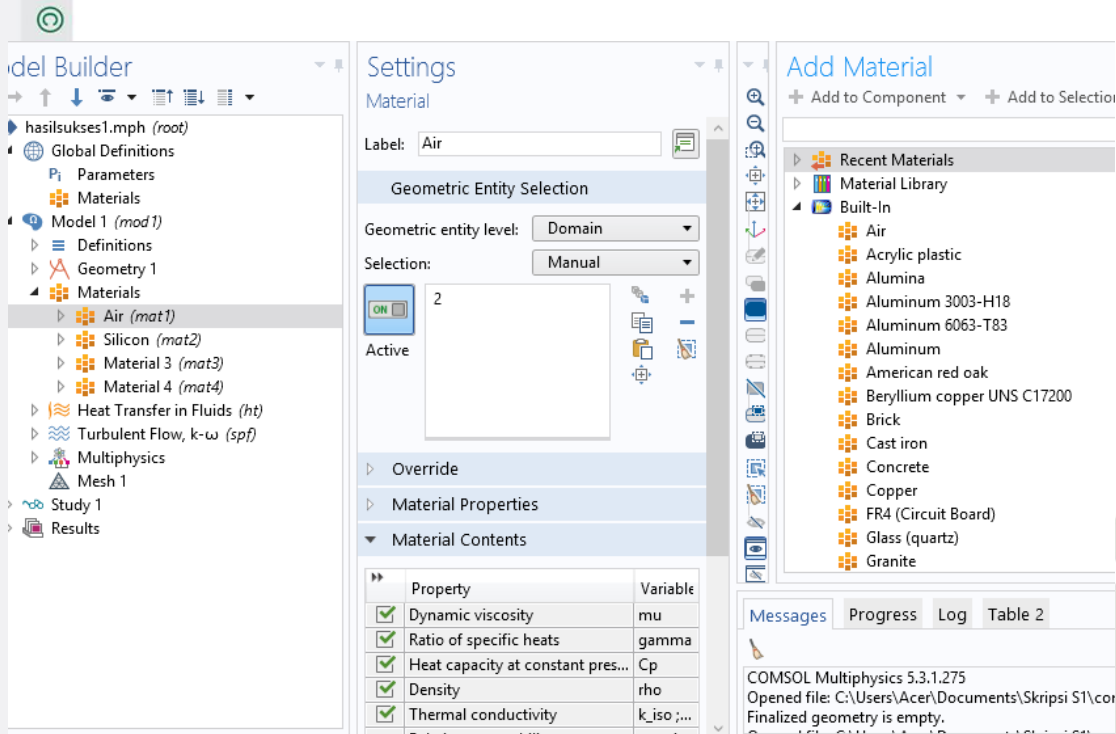 del Builder
hasilsukses1.mph (root)
Global Definitions
Pi Parameters
Materials
Model 1 (mod1)
Definitions
Geometry 1
Materials
Air (mat1)
Silicon (mat2)
Material 3 (mat3)
Material 4 (mat4)
Heat Transfer in Fluids (ht)
Turbulent Flow, k-ω (spf)
Multiphysics
Mesh 1
Study 1
Results
Settings
Material
Label: Air
Geometric Entity Selection
Geometric entity level: Domain
Selection: Manual
ON
2
Active
Override
Material Properties
Material Contents
Property Variable
Dynamic viscosity mu
Ratio of specific heats gamma
Heat capacity at constant pres... Cp
Density rho
Thermal conductivity k_iso ;...
Add Material
Add to Component Add to Selection
Recent Materials
Material Library
Built-In
Air
Acrylic plastic
Alumina
Aluminum 3003-H18
Aluminum 6063-T83
Aluminum
American red oak
Beryllium copper UNS C17200
Brick
Cast iron
Concrete
Copper
FR4 (Circuit Board)
Glass (quartz)
Granite
Messages Progress Log Table 2
COMSOL Multiphysics 5.3.1.275
Opened file: C:\Users\Acer\Documents\Skripsi S1\cor
Finalized geometry is empty.